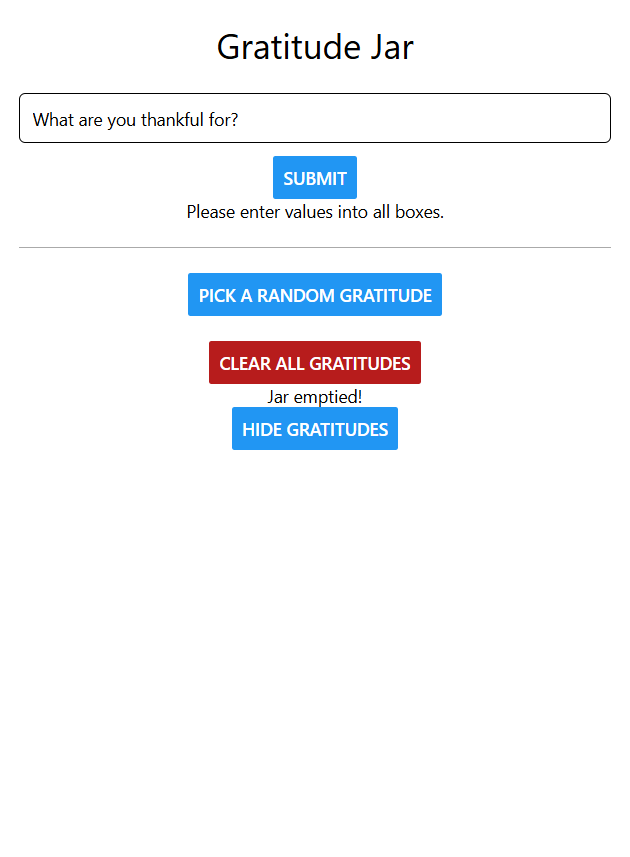 Gratitude Jar
What are you thankful for?
SUBMIT
Please enter values into all boxes.
PICK A RANDOM GRATITUDE
CLEAR ALL GRATITUDES
Jar emptied!
HIDE GRATITUDES